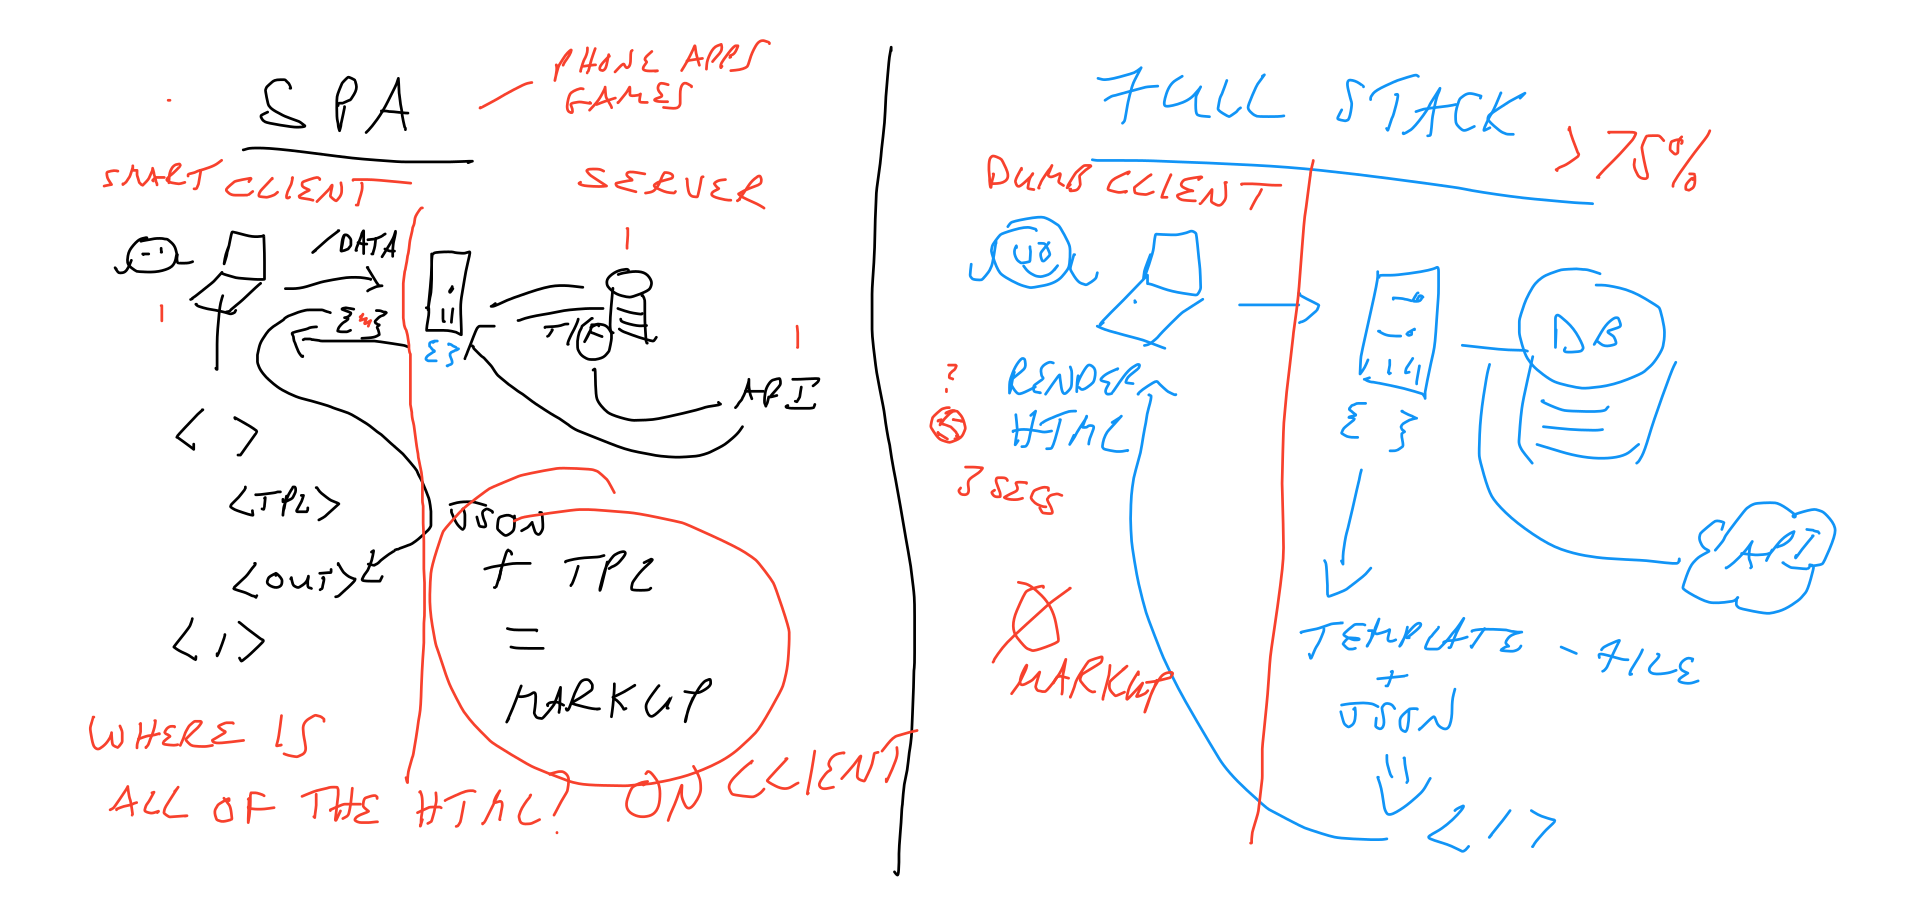 SPA
PHONE APPS
GAMES
SMART CLIENT
SERVER
/DATA
{ }
{ }
API
< >
<TPL>
<OUT>
</>
JSON
+ TPL
=
MARKUP
WHERE IS
ALL OF THE HTML? ON CLIENT
FULL STACK
> 75%
DUMB CLIENT
DB
RENDER
HTML
?
3 SECS
{ }
API
MARKUP
TEMPLATE - FILE
+
JSON
</>